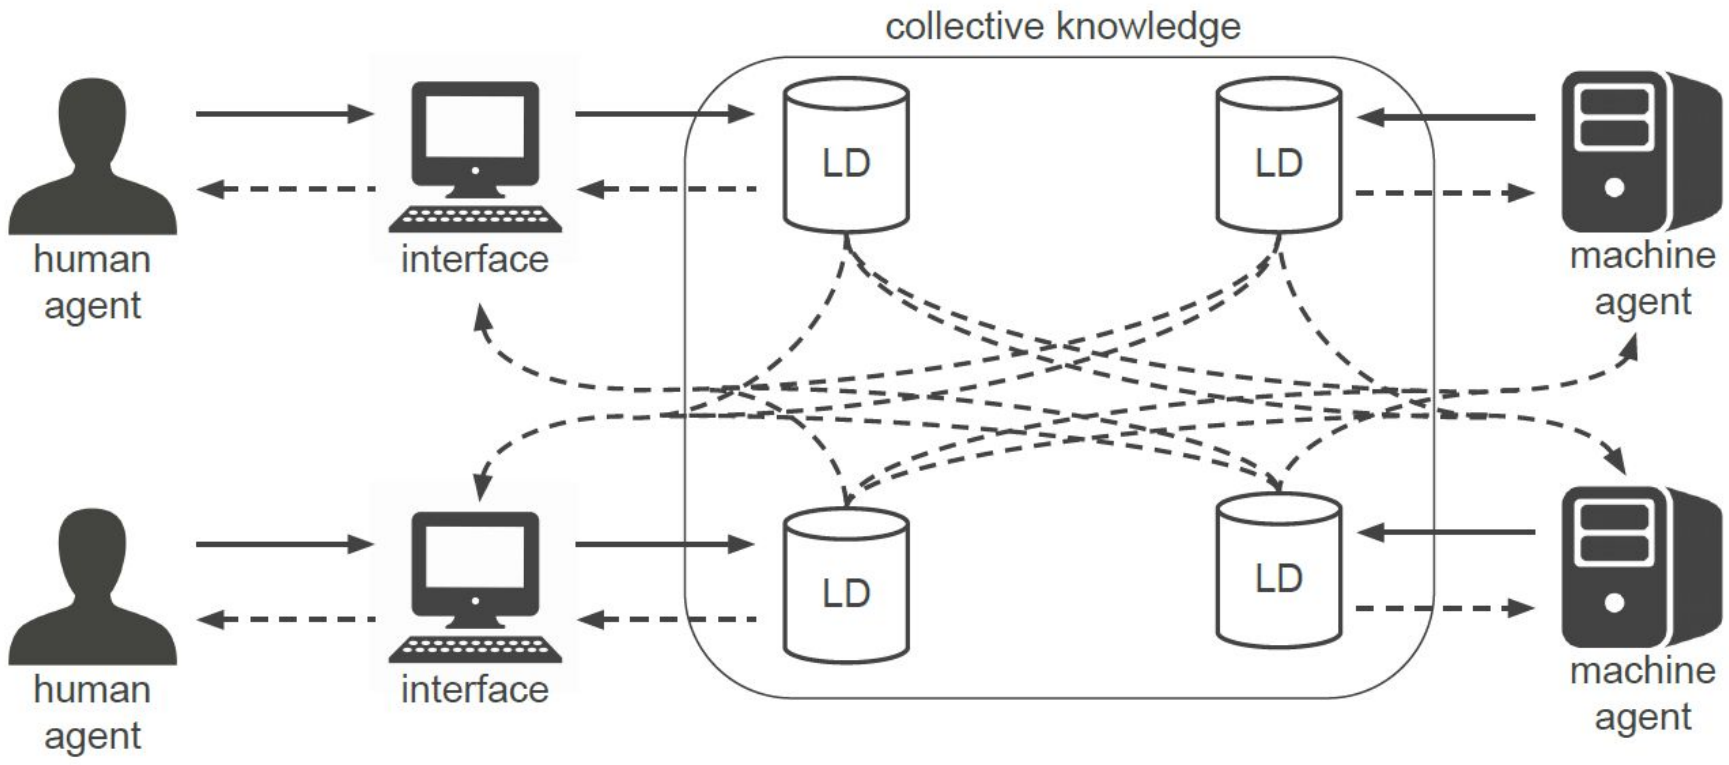 collective knowledge
LD
LD
human
agent
interface
machine
agent
LD
LD
human
agent
interface
machine
agent